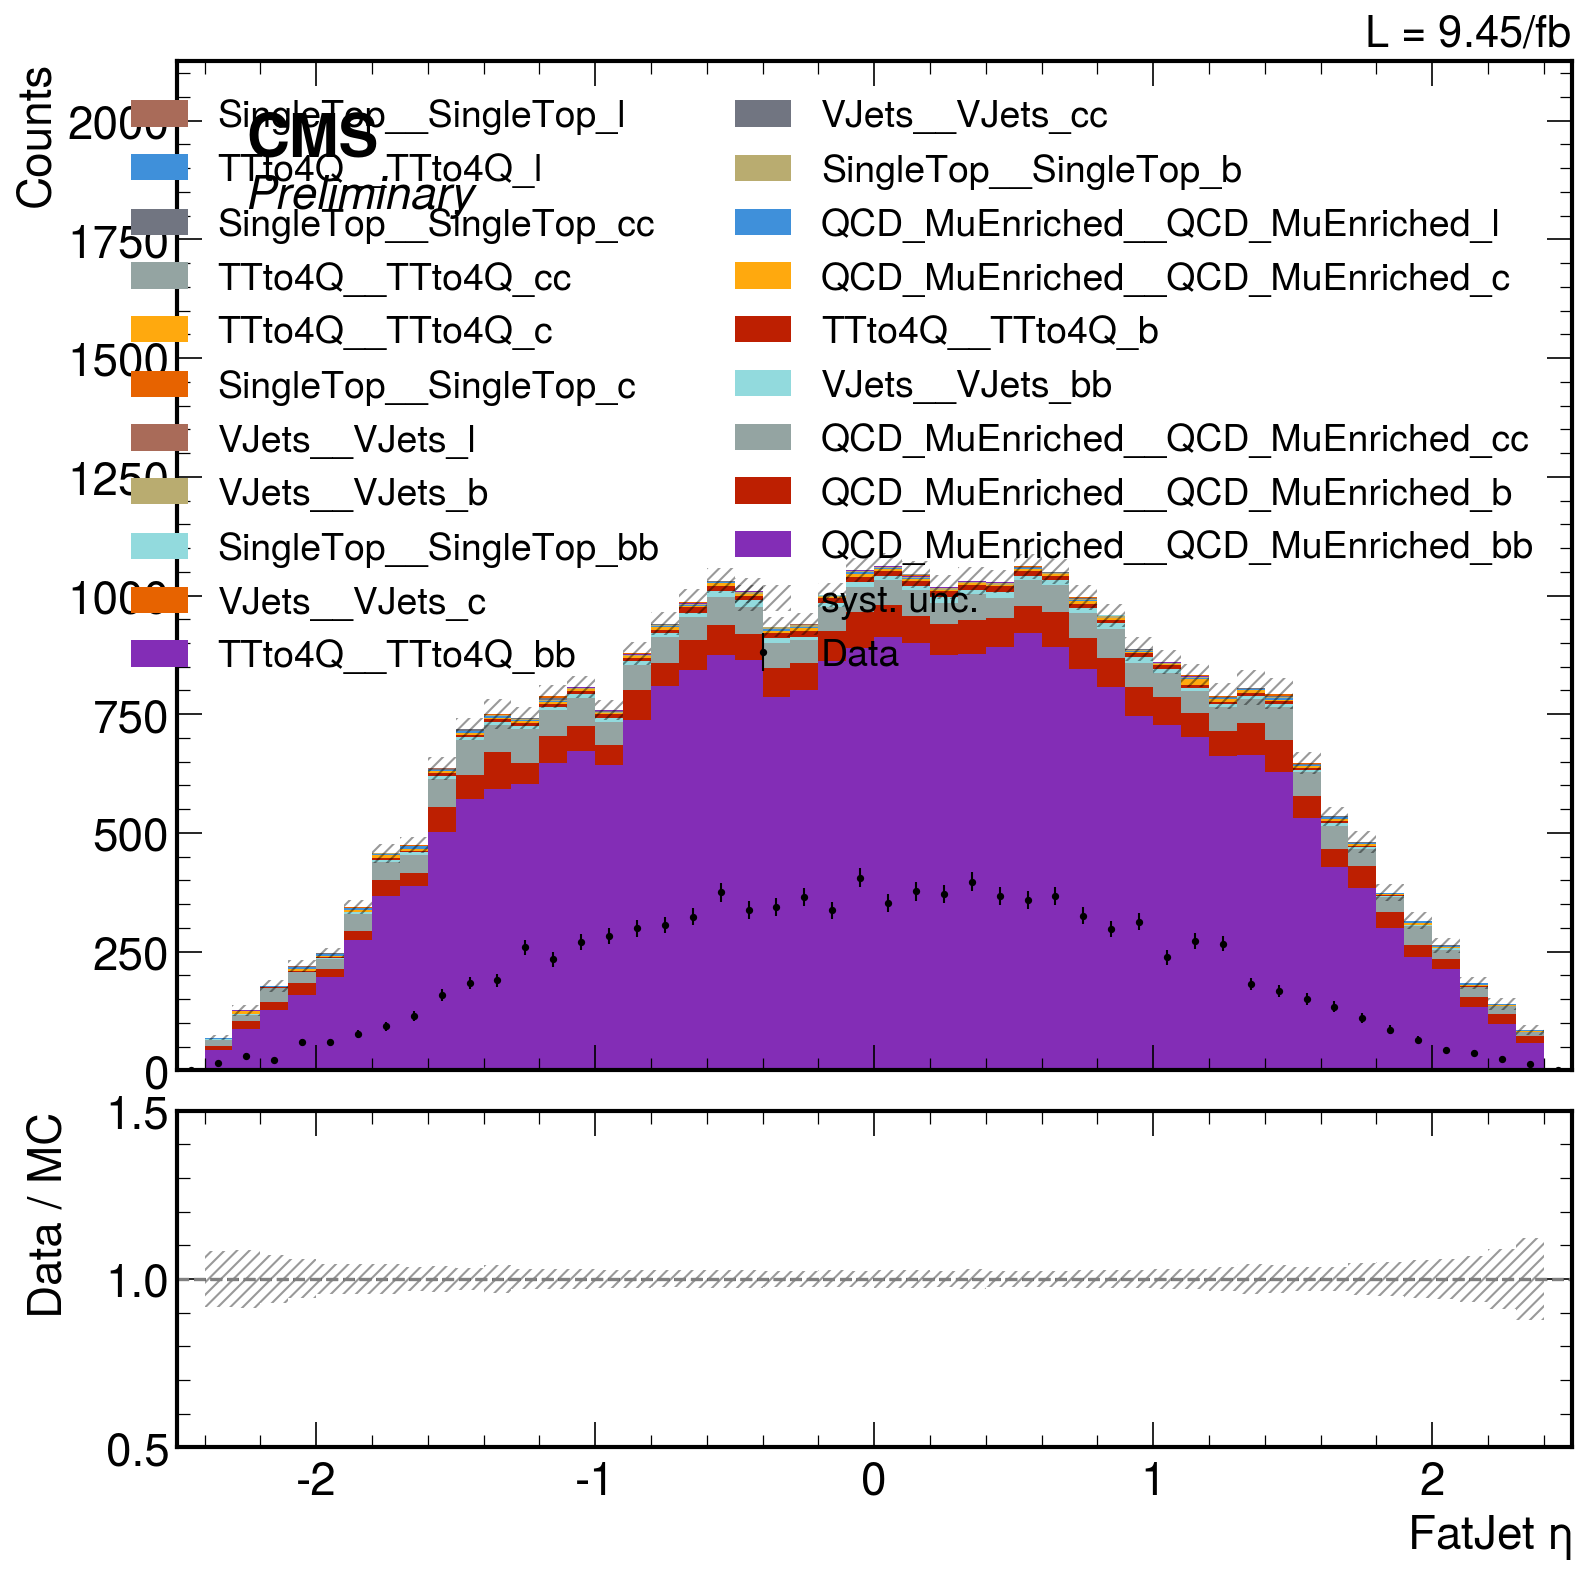 L = 9.45/fb
Counts
CMS
Preliminary
SingleTop__SingleTop_l
TTto4Q__TTto4Q_l
SingleTop__SingleTop_cc
TTto4Q__TTto4Q_cc
TTto4Q__TTto4Q_c
SingleTop__SingleTop_c
VJets__VJets_l
VJets__VJets_b
SingleTop__SingleTop_bb
VJets__VJets_c
TTto4Q__TTto4Q_bb
VJets__VJets_cc
SingleTop__SingleTop_b
QCD_MuEnriched__QCD_MuEnriched_l
QCD_MuEnriched__QCD_MuEnriched_c
TTto4Q__TTto4Q_b
VJets__VJets_bb
QCD_MuEnriched__QCD_MuEnriched_cc
QCD_MuEnriched__QCD_MuEnriched_b
QCD_MuEnriched__QCD_MuEnriched_bb
syst. unc.
Data
2000
1750
1500
1250
1000
750
500
250
0
Data / MC
1.5
1.0
0.5
-2
-1
0
1
2
FatJet η